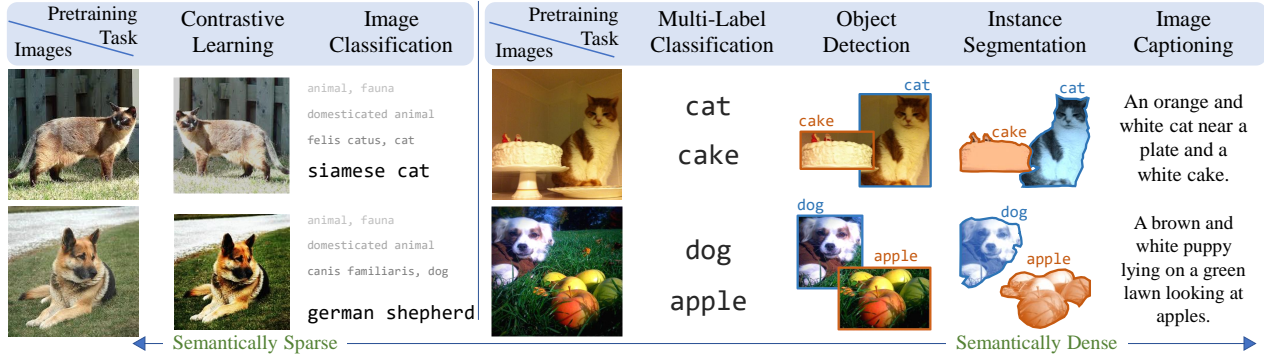 Pretraining
Task
Images
Contrastive
Learning
Image
Classification
Pretraining
Task
Images
Multi-Label
Classification
Object
Detection
Instance
Segmentation
Image
Captioning
animal, fauna
domesticated animal
felis catus, cat
siamese cat
cat
cake
cat
cake
cat
cake
An orange and
white cat near a
plate and a
white cake.
animal, fauna
domesticated animal
canis familiaris, dog
german shepherd
dog
apple
dog
apple
dog
apple
A brown and
white puppy
lying on a green
lawn looking at
apples.
Semantically Sparse
Semantically Dense